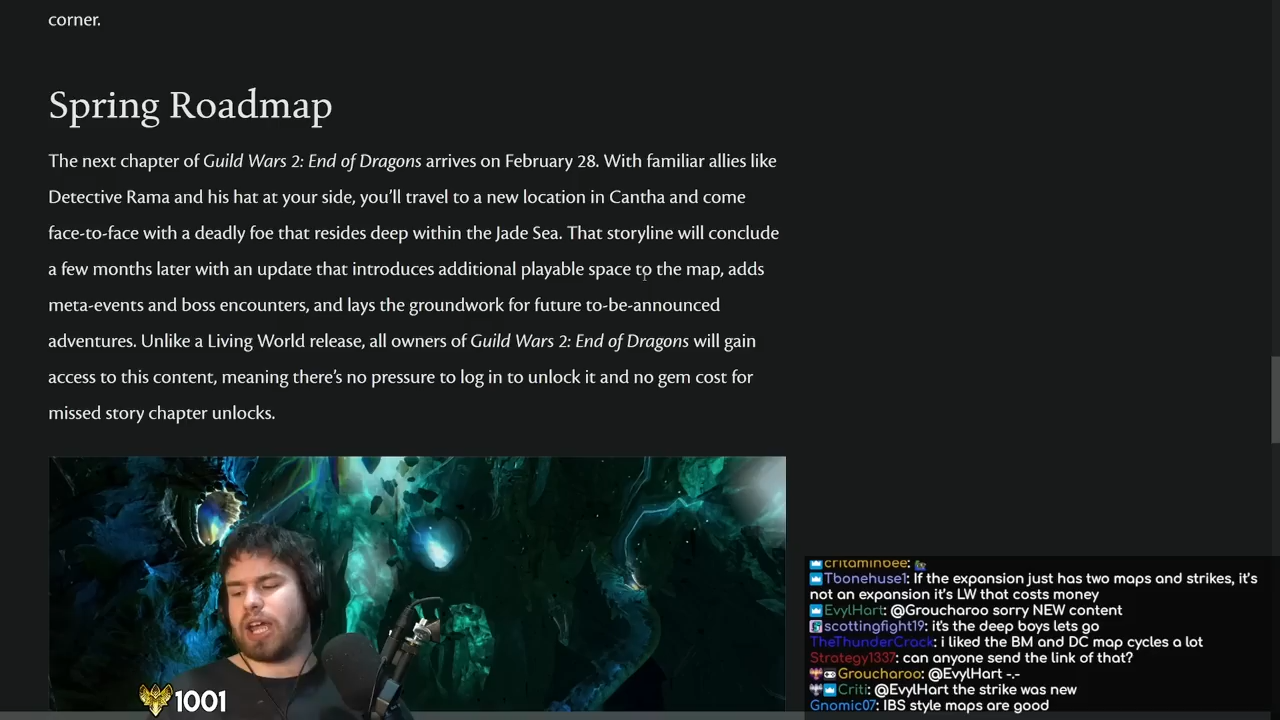 corner.
Spring Roadmap
The next chapter of Guild Wars 2: End of Dragons arrives on February 28. With familiar allies like
Detective Rama and his hat at your side, you’ll travel to a new location in Cantha and come
face-to-face with a deadly foe that resides deep within the Jade Sea. That storyline will conclude
a few months later with an update that introduces additional playable space to the map, adds
meta-events and boss encounters, and lays the groundwork for future to-be-announced
adventures. Unlike a Living World release, all owners of Guild Wars 2: End of Dragons will gain
access to this content, meaning there’s no pressure to log in to unlock it and no gem cost for
missed story chapter unlocks.
critaminbee:
Tbonehuse1: If the expansion just has two maps and strikes, it's
not an expansion it's LW that costs money
EvylHart: @Groucharoo sorry NEW content
scottingfight19: it's the deep boys lets go
TheThunderCrack: i liked the BM and DC map cycles a lot
Strategy1337: can anyone send the link of that?
Groucharoo: @EvylHart -.-
Criti: @EvylHart the strike was new
Gnomic07: IBS style maps are good
1001